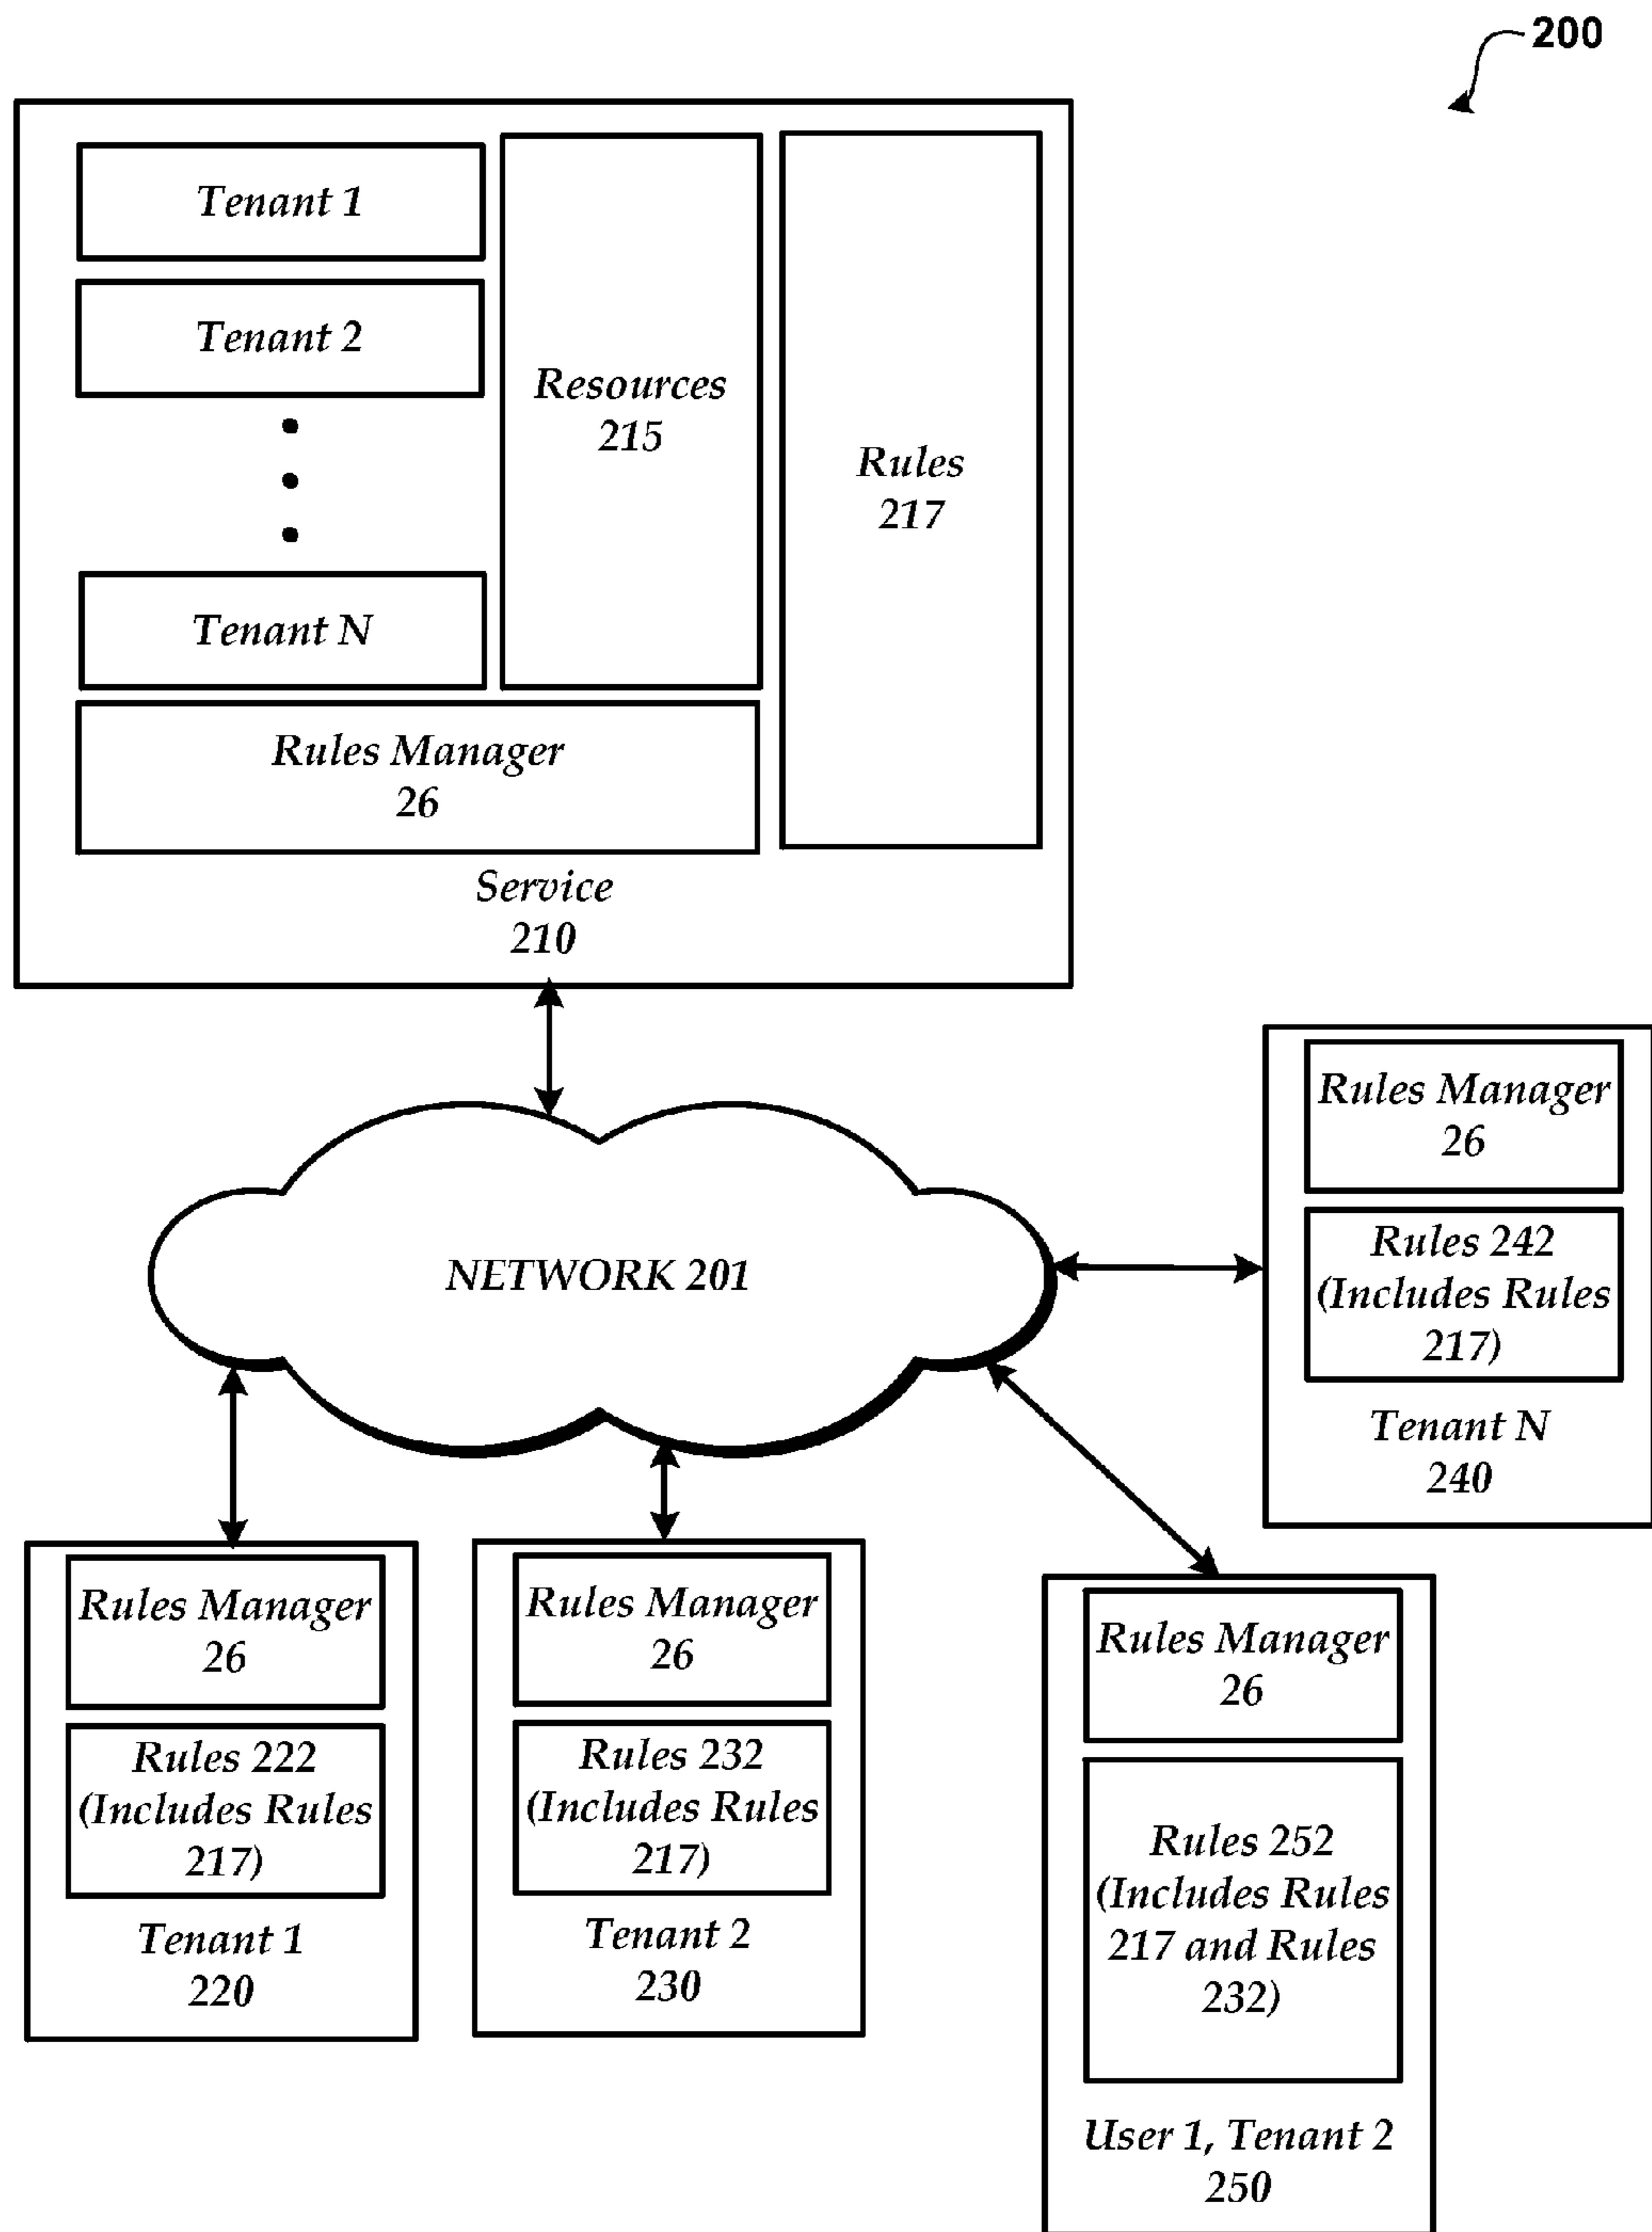 200
Tenant 1
Tenant 2
Tenant N
Resources
215
Rules
217
Rules Manager
26
Service
210
NETWORK 201
Rules Manager
26
Rules 242
(Includes Rules
217)
Tenant N
240
Rules Manager
26
Rules 222
(Includes Rules
217)
Tenant 1
220
Rules Manager
26
Rules 232
(Includes Rules
217)
Tenant 2
230
Rules Manager
26
Rules 252
(Includes Rules
217 and Rules
232)
User 1, Tenant 2
250